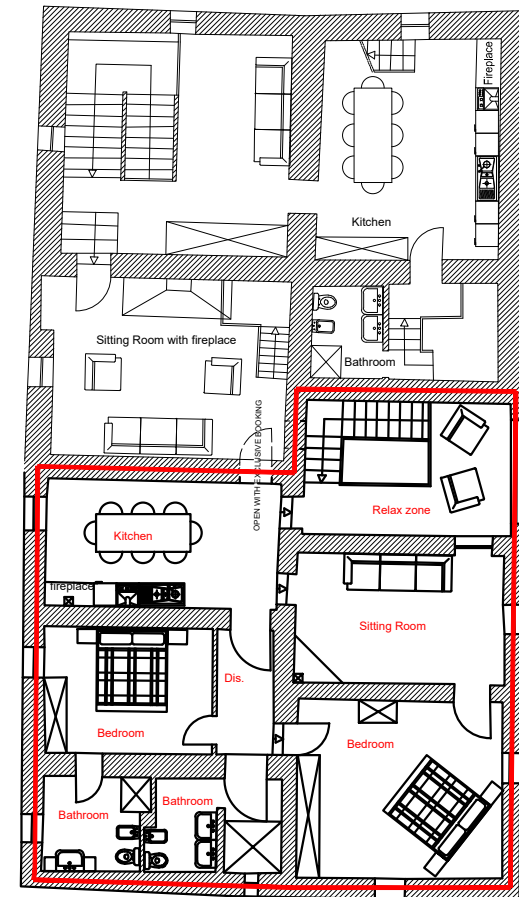 Fireplace
Kitchen
Sitting Room with fireplace
Bathroom
OPEN WITH EXCLUSIVE BOOKING
Relax zone
Kitchen
fireplace
Sitting Room
Dis.
Bedroom
Bedroom
Bathroom
Bathroom